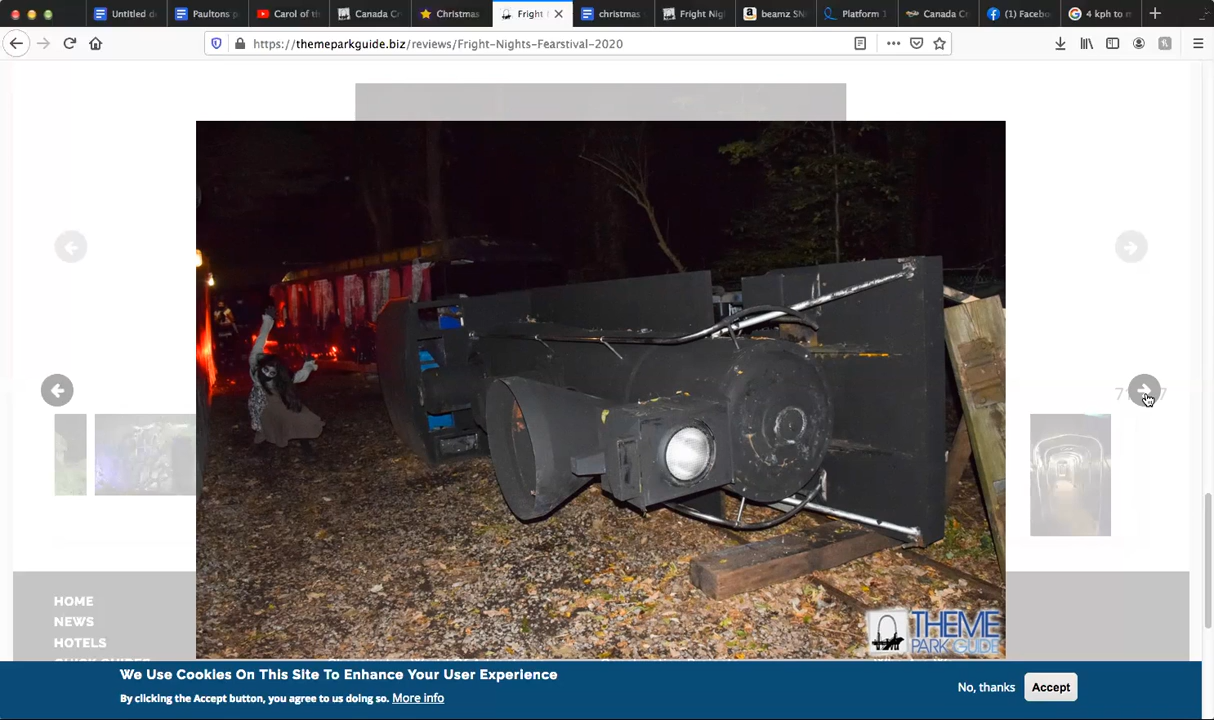 Untitled d
Paultons p
Carol of th
Canada Cr
Christmas
Fright
christmas
Fright Nig
beamz SN
Platform 1
Canada Cr
(1) Facebo
4 kph to m
https://themeparkguide.biz/reviews/Fright-Nights-Fearstival-2020
THEME
PARK GUIDE
HOME
NEWS
HOTELS
We Use Cookies On This Site To Enhance Your User Experience
By clicking the Accept button, you agree to us doing so. More info
No, thanks
Accept